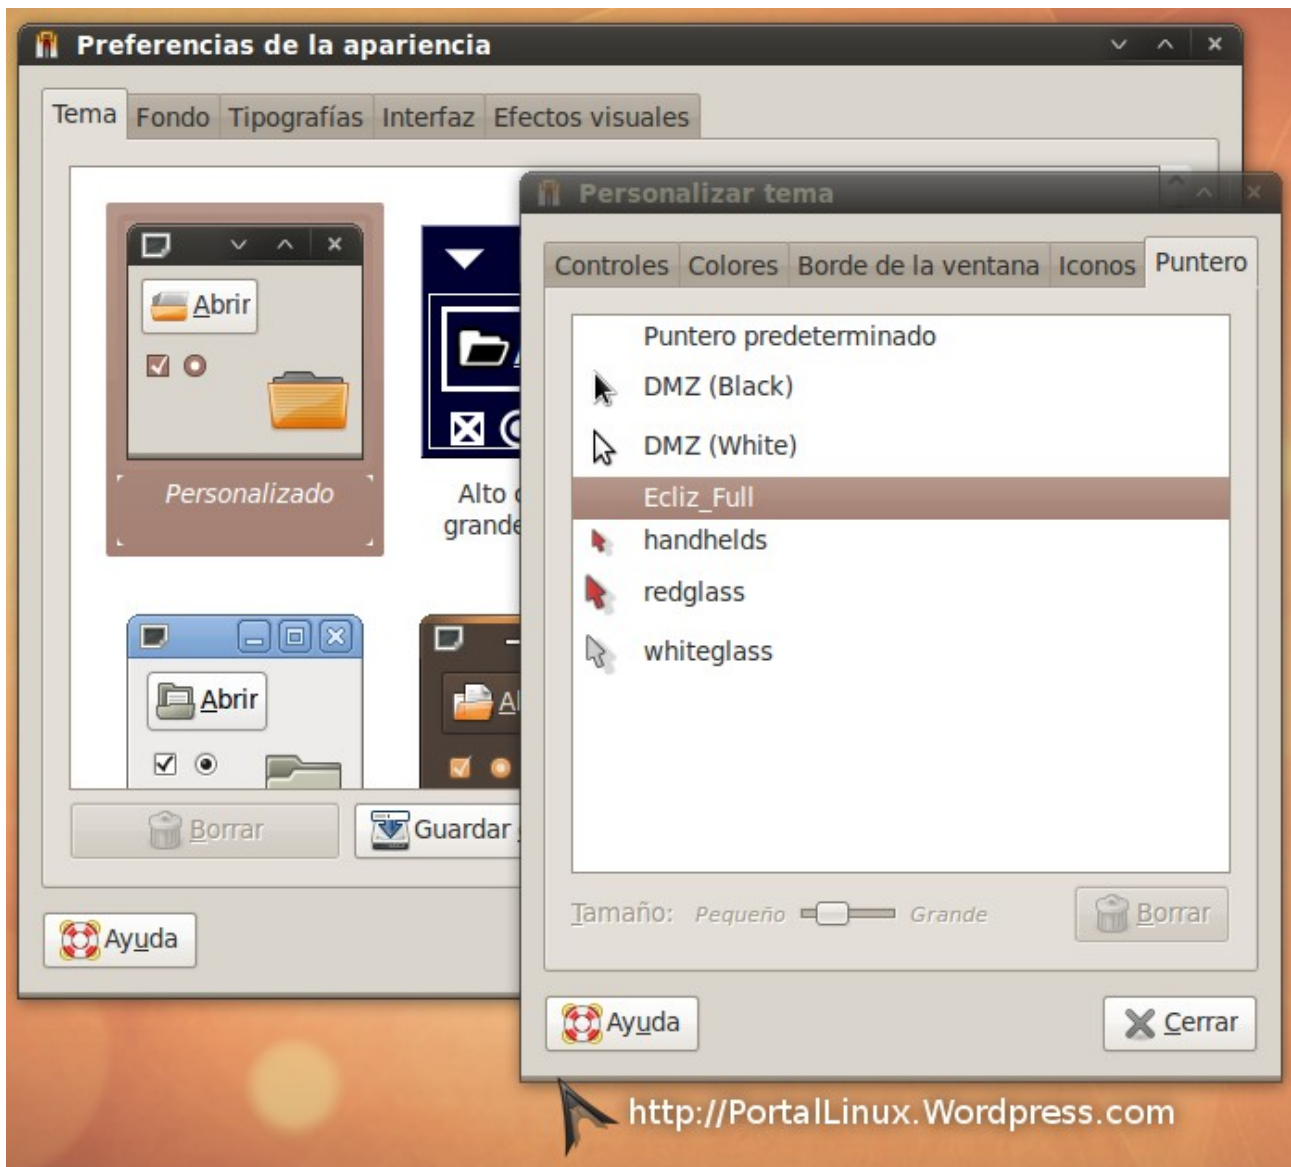 Preferencias de la apariencia
Tema Fondo Tipografías Interfaz Efectos visuales
Abrir
Personalizado
Alto
grande
Abrir
Borrar
Guardar
Ayuda
Personalizar tema
Controles Colores Borde de la ventana Iconos Puntero
Puntero predeterminado
DMZ (Black)
DMZ (White)
Ecliz_Full
handhelds
redglass
whiteglass
Tamaño: Pequeño Grande
Borrar
Ayuda
Cerrar
http://PortalLinux.Wordpress.com